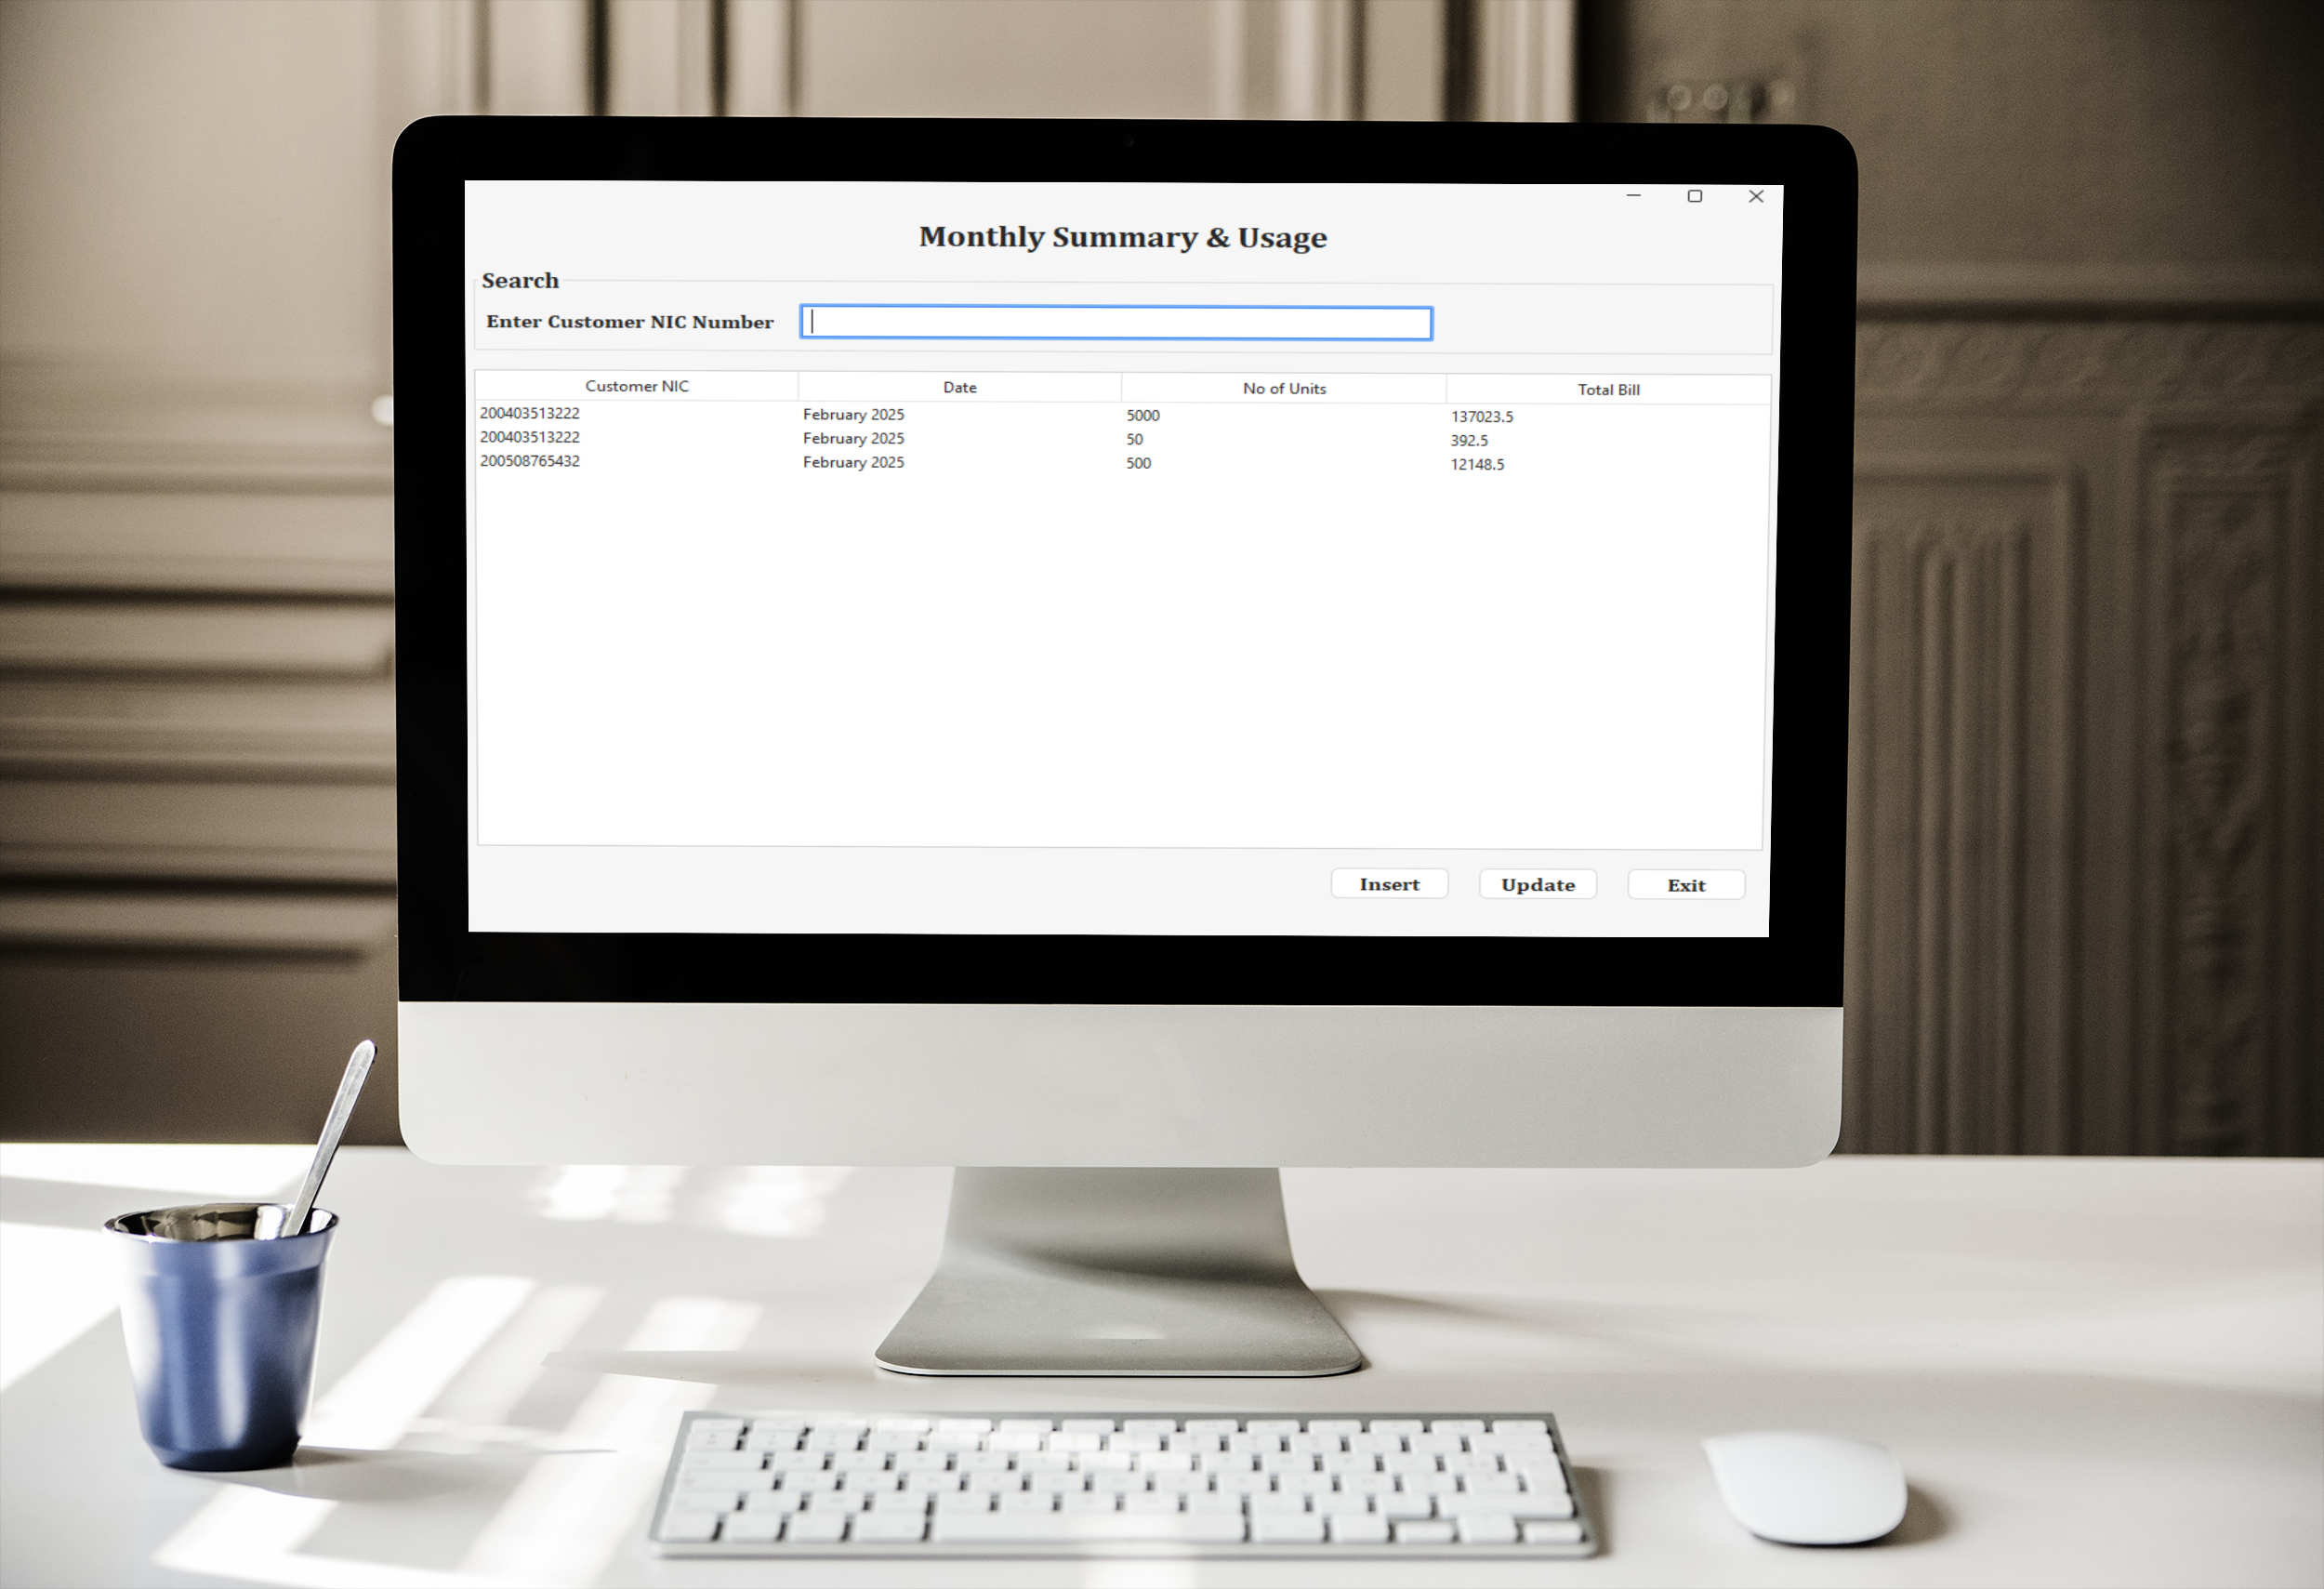 Monthly Summary & Usage
Search
Enter Customer NIC Number
Customer NIC Date No of Units Total Bill
200403513222 February 2025 5000 137023.5
200403513222 February 2025 50 392.5
200508765432 February 2025 500 12148.5
Insert Update Exit